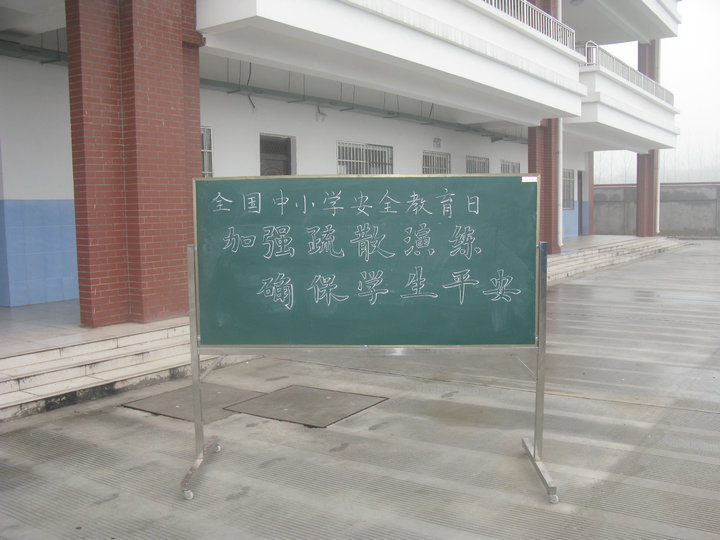 全国中小学安全教育日
加强疏散演练
确保学生平安